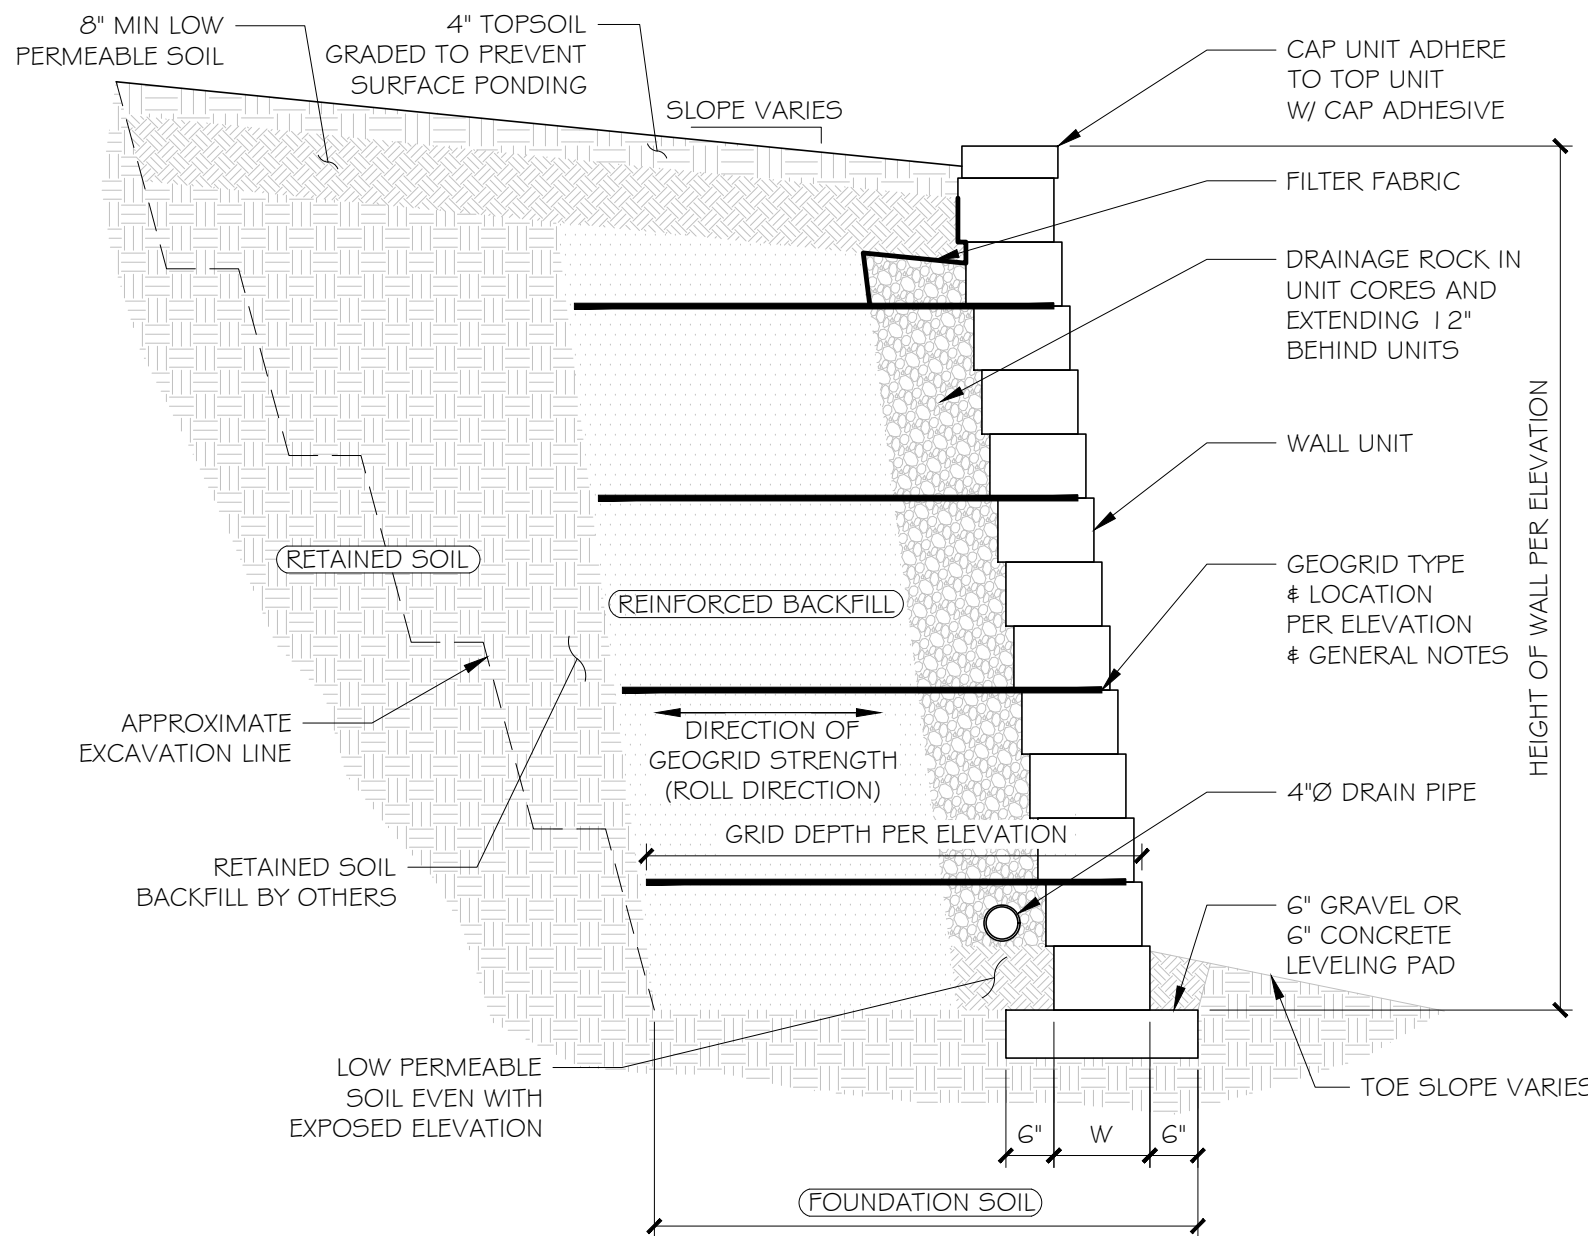 8" MIN LOW
PERMEABLE SOIL
4" TOPSOIL
GRADED TO PREVENT
SURFACE PONDING
SLOPE VARIES
CAP UNIT ADHERE
TO TOP UNIT
W/ CAP ADHESIVE
FILTER FABRIC
DRAINAGE ROCK IN
UNIT CORES AND
EXTENDING 12"
BEHIND UNITS
WALL UNIT
HEIGHT OF WALL PER ELEVATION
RETAINED SOIL
REINFORCED BACKFILL
GEOGRID TYPE
& LOCATION
PER ELEVATION
& GENERAL NOTES
APPROXIMATE
EXCAVATION LINE
DIRECTION OF
GEOGRID STRENGTH
(ROLL DIRECTION)
4"Ø DRAIN PIPE
GRID DEPTH PER ELEVATION
RETAINED SOIL
BACKFILL BY OTHERS
6" GRAVEL OR
6" CONCRETE
LEVELING PAD
LOW PERMEABLE
SOIL EVEN WITH
EXPOSED ELEVATION
TOE SLOPE VARIES
6" W 6"
FOUNDATION SOIL